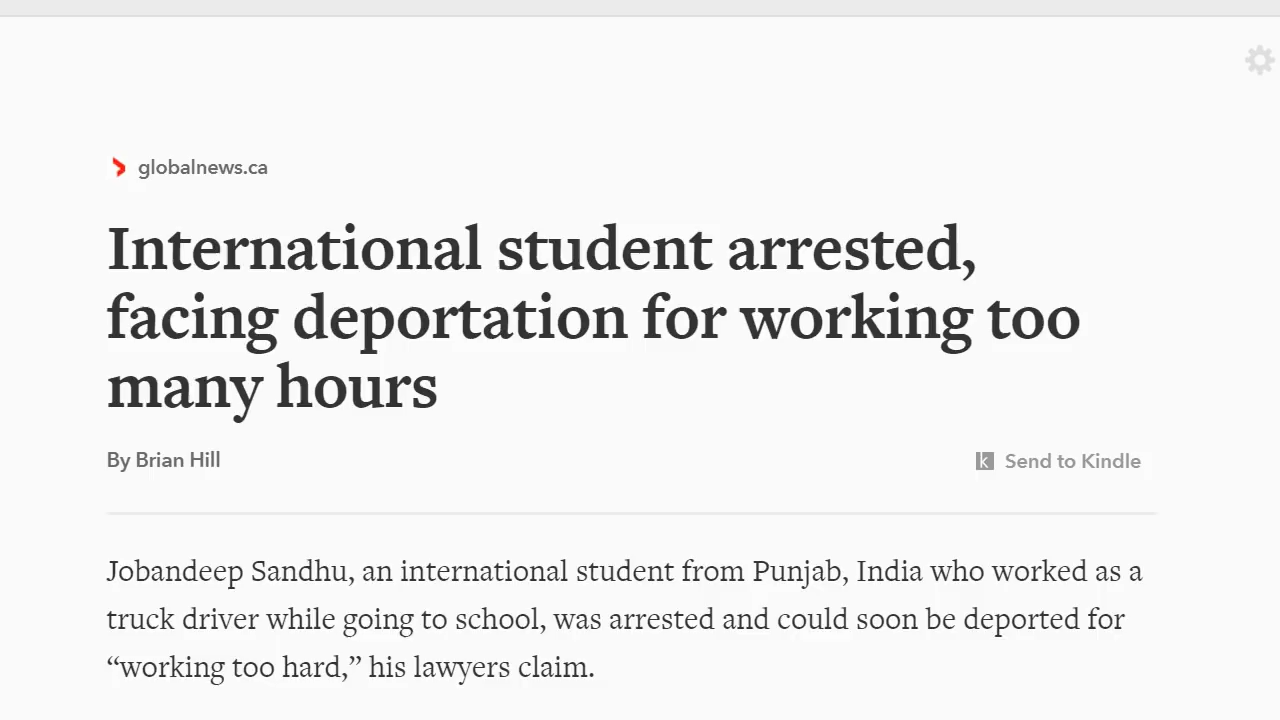 globalnews.ca
International student arrested,
facing deportation for working too
many hours
By Brian Hill
Send to Kindle
Jobandeep Sandhu, an international student from Punjab, India who worked as a
truck driver while going to school, was arrested and could soon be deported for
“working too hard,” his lawyers claim.